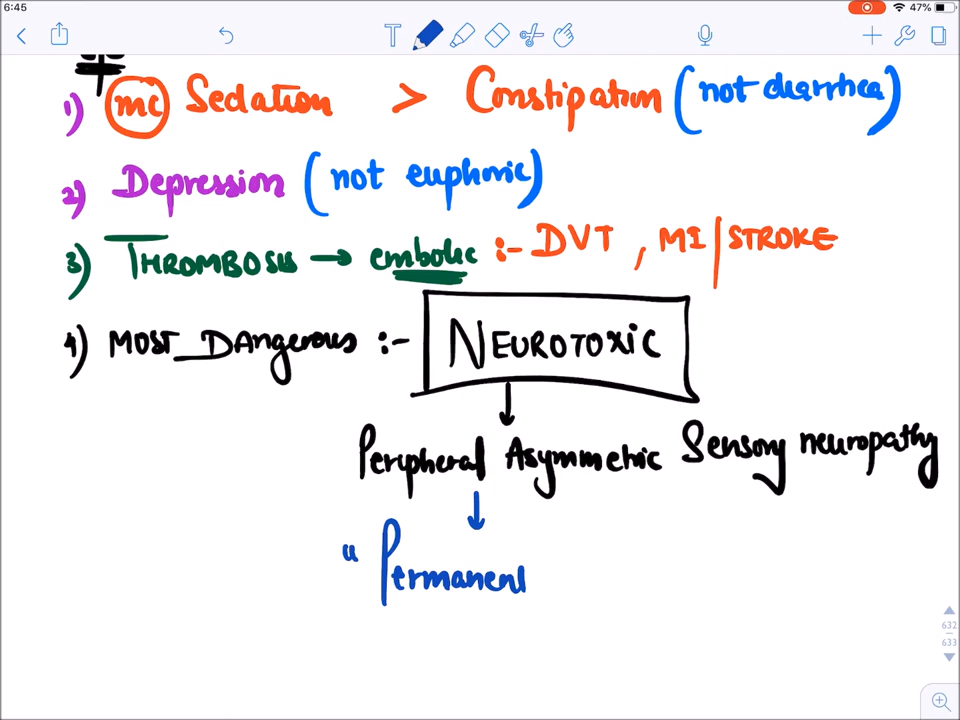 6:45
47%
T
1) mc Sedation > Constipation (not diarrhea)
2) Depression (not euphoric)
3) THROMBOSIS → embolic :- DVT, MI/STROKE
4) MOST DAngerous :- NEUROTOXIC
Peripheral Asymmetric Sensory neuropathy
" Permanent
632
633